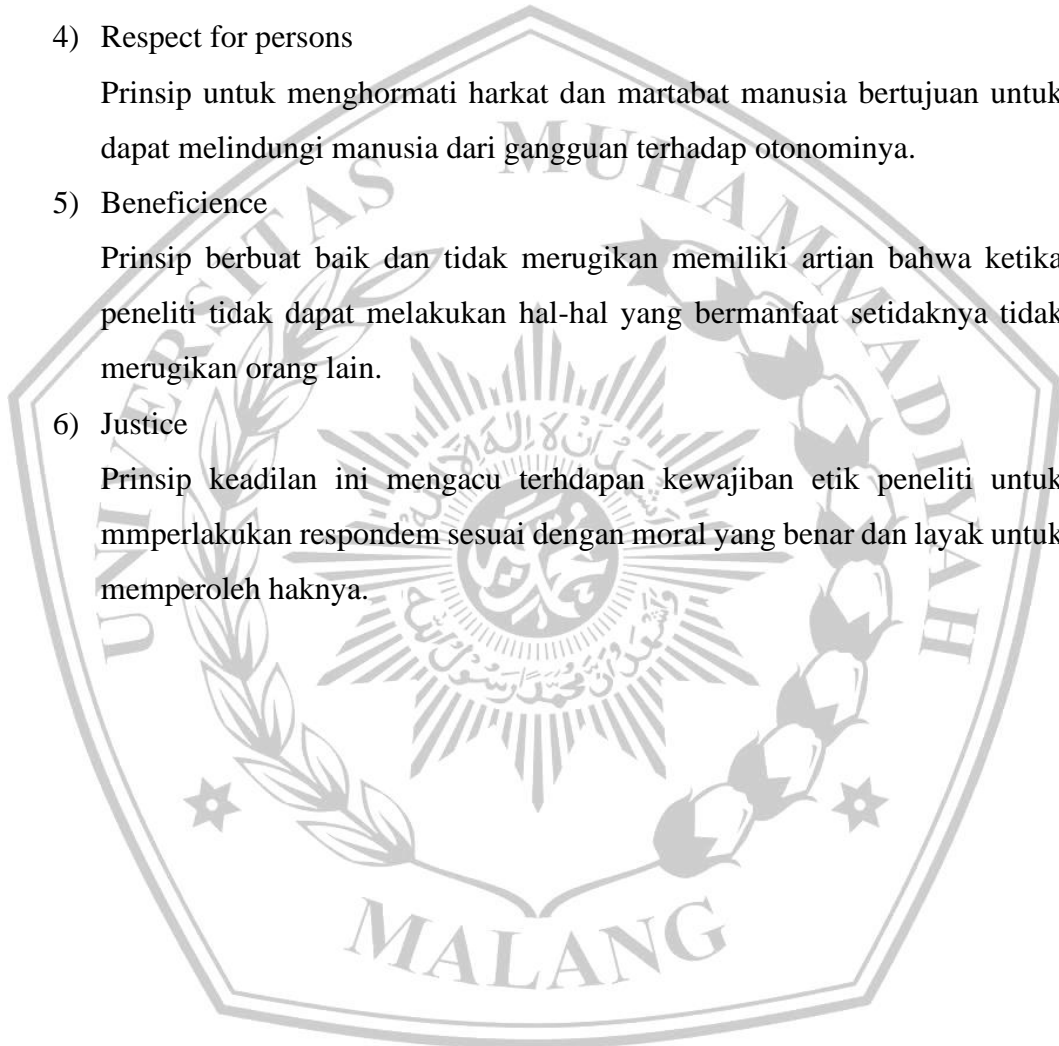 4) Respect for persons
Prinsip untuk menghormati harkat dan martabat manusia bertujuan untuk
dapat melindungi manusia dari gangguan terhadap otonominya.
5) Beneficience
Prinsip berbuat baik dan tidak merugikan memiliki artian bahwa ketika
peneliti tidak dapat melakukan hal-hal yang bermanfaat setidaknya tidak
merugikan orang lain.
6) Justice
Prinsip keadilan ini mengacu terhdapan kewajiban etik peneliti untuk
mmperlakukan respondem sesuai dengan moral yang benar dan layak untuk
memperoleh haknya.
UNIVERSITAS MUHAMMADIYAH
MALANG